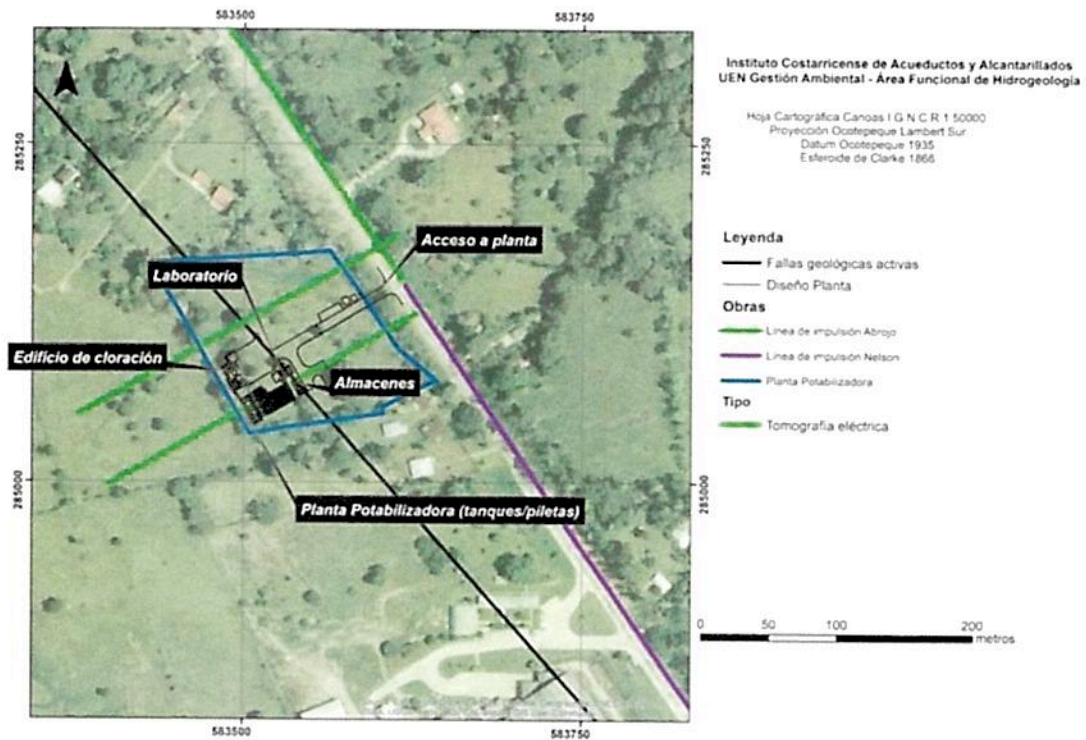 583500
583750
Instituto Costarricense de Acueductos y Alcantarillados
UEN Gestión Ambiental - Área Funcional de Hidrogeología
Hoja Cartográfica Canoas I G N C R 1 50000
Proyección Ocotepeque Lambert Sur
Datum Ocotepeque 1935
Esferoide de Clarke 1866
285250
285250
Acceso a planta
Laboratorio
Edificio de cloración
Almacenes
Leyenda
Fallas geológicas activas
Diseño Planta
Obras
Línea de impulsión Abrojo
Línea de impulsión Nelson
Planta Potabilizadora
Tipo
Tomografía eléctrica
285000
285000
Planta Potabilizadora (tanques/piletas)
0 50 100 200
metros
583500
583750